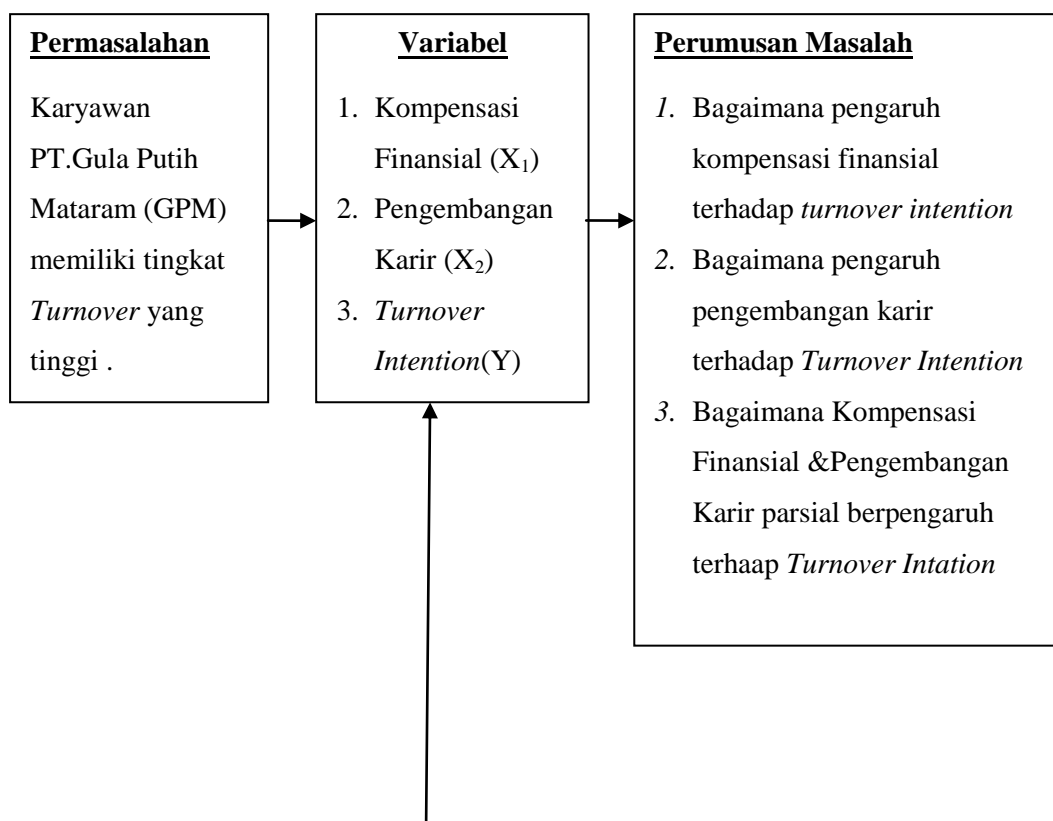 Permasalahan
Karyawan
PT.Gula Putih
Mataram (GPM)
memiliki tingkat
Turnover yang
tinggi .
Variabel
1. Kompensasi
Finansial (X₁)
2. Pengembangan
Karir (X₂)
3. Turnover
Intention(Y)
Perumusan Masalah
1. Bagaimana pengaruh
kompensasi finansial
terhadap turnover intention
2. Bagaimana pengaruh
pengembangan karir
terhadap Turnover Intention
3. Bagaimana Kompensasi
Finansial &Pengembangan
Karir parsial berpengaruh
terhaap Turnover Intation